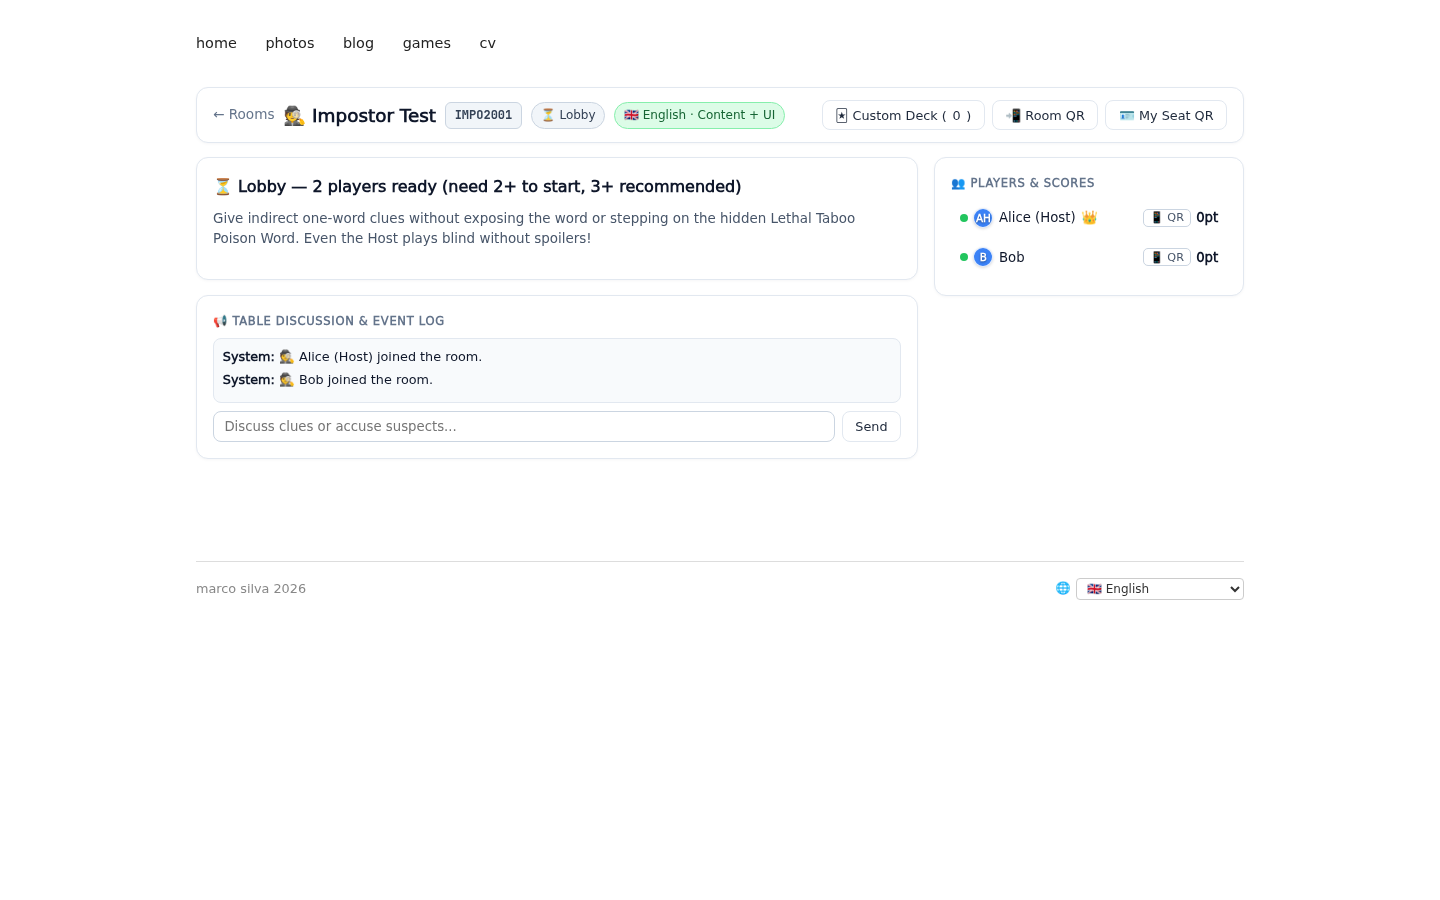 home photos blog games cv
← Rooms 🕵️ Impostor Test IMPO2001 ⏳ Lobby 🇬🇧 English · Content + UI 🃏 Custom Deck ( 0 ) 📲 Room QR 🪪 My Seat QR
⏳ Lobby — 2 players ready (need 2+ to start, 3+ recommended)
Give indirect one-word clues without exposing the word or stepping on the hidden Lethal Taboo
Poison Word. Even the Host plays blind without spoilers!
📢 TABLE DISCUSSION & EVENT LOG
System: 🕵️ Alice (Host) joined the room.
System: 🕵️ Bob joined the room.
Discuss clues or accuse suspects...
Send
👥 PLAYERS & SCORES
AH Alice (Host) 👑 📱 QR 0pt
B Bob 📱 QR 0pt
marco silva 2026
🌐 🇬🇧 English